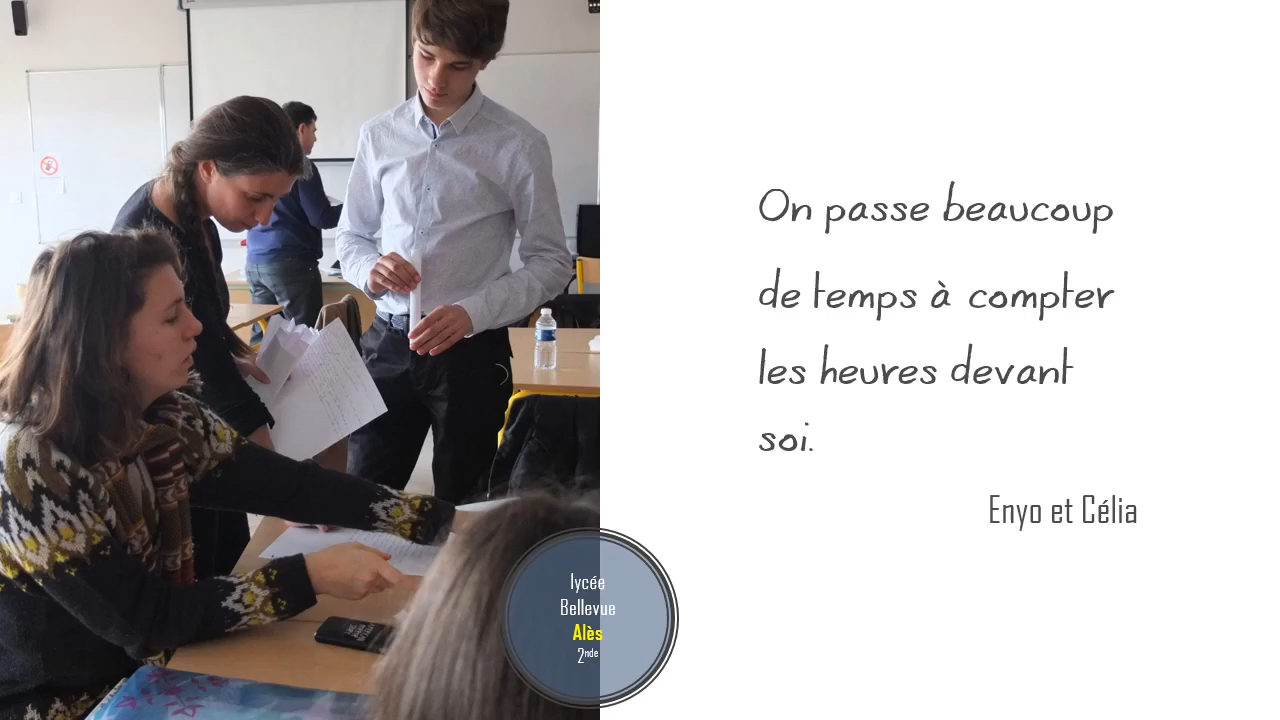 On passe beaucoup
de temps à compter
les heures devant
soi.
Enyo et Célia
lycée
Bellevue
Alès
2nde